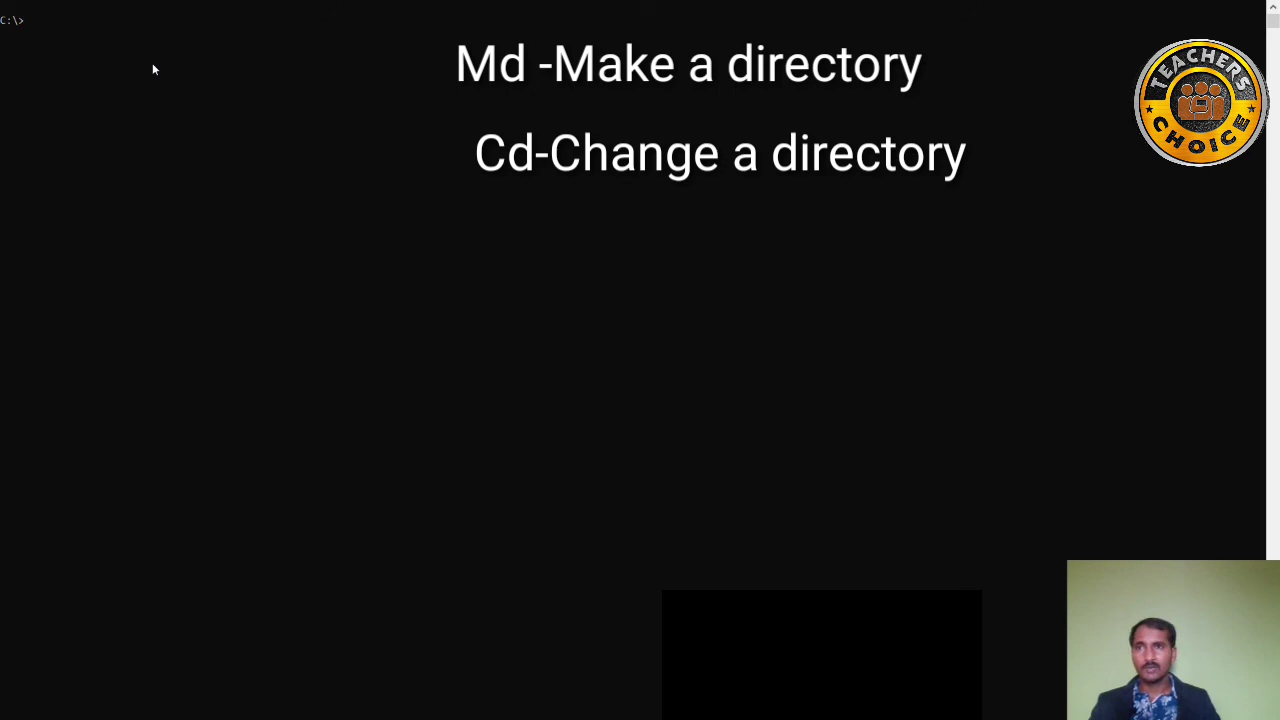 C:\>
Md -Make a directory
Cd-Change a directory
TEACHERS
CHOICE